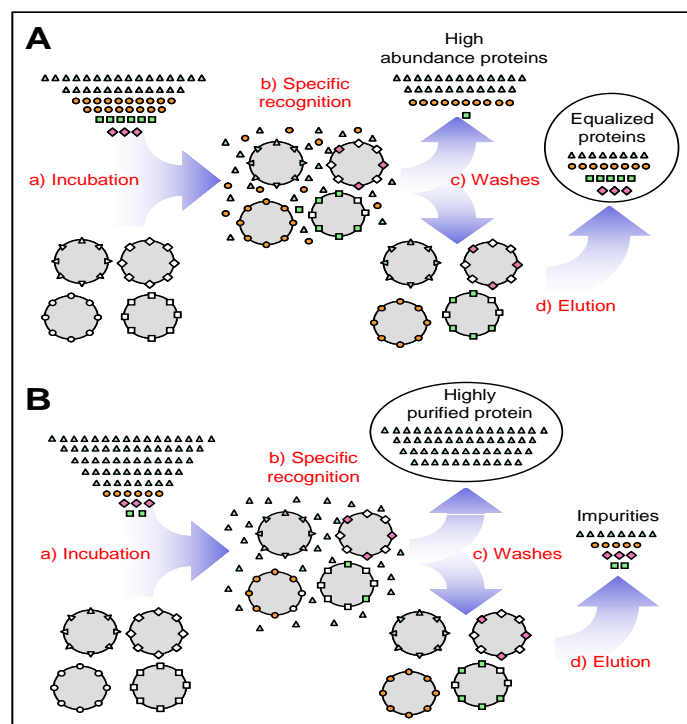 A
High
abundance proteins
b) Specific
recognition
Equalized
proteins
a) Incubation
c) Washes
d) Elution
B
Highly
purified protein
b) Specific
recognition
Impurities
a) Incubation
c) Washes
d) Elution